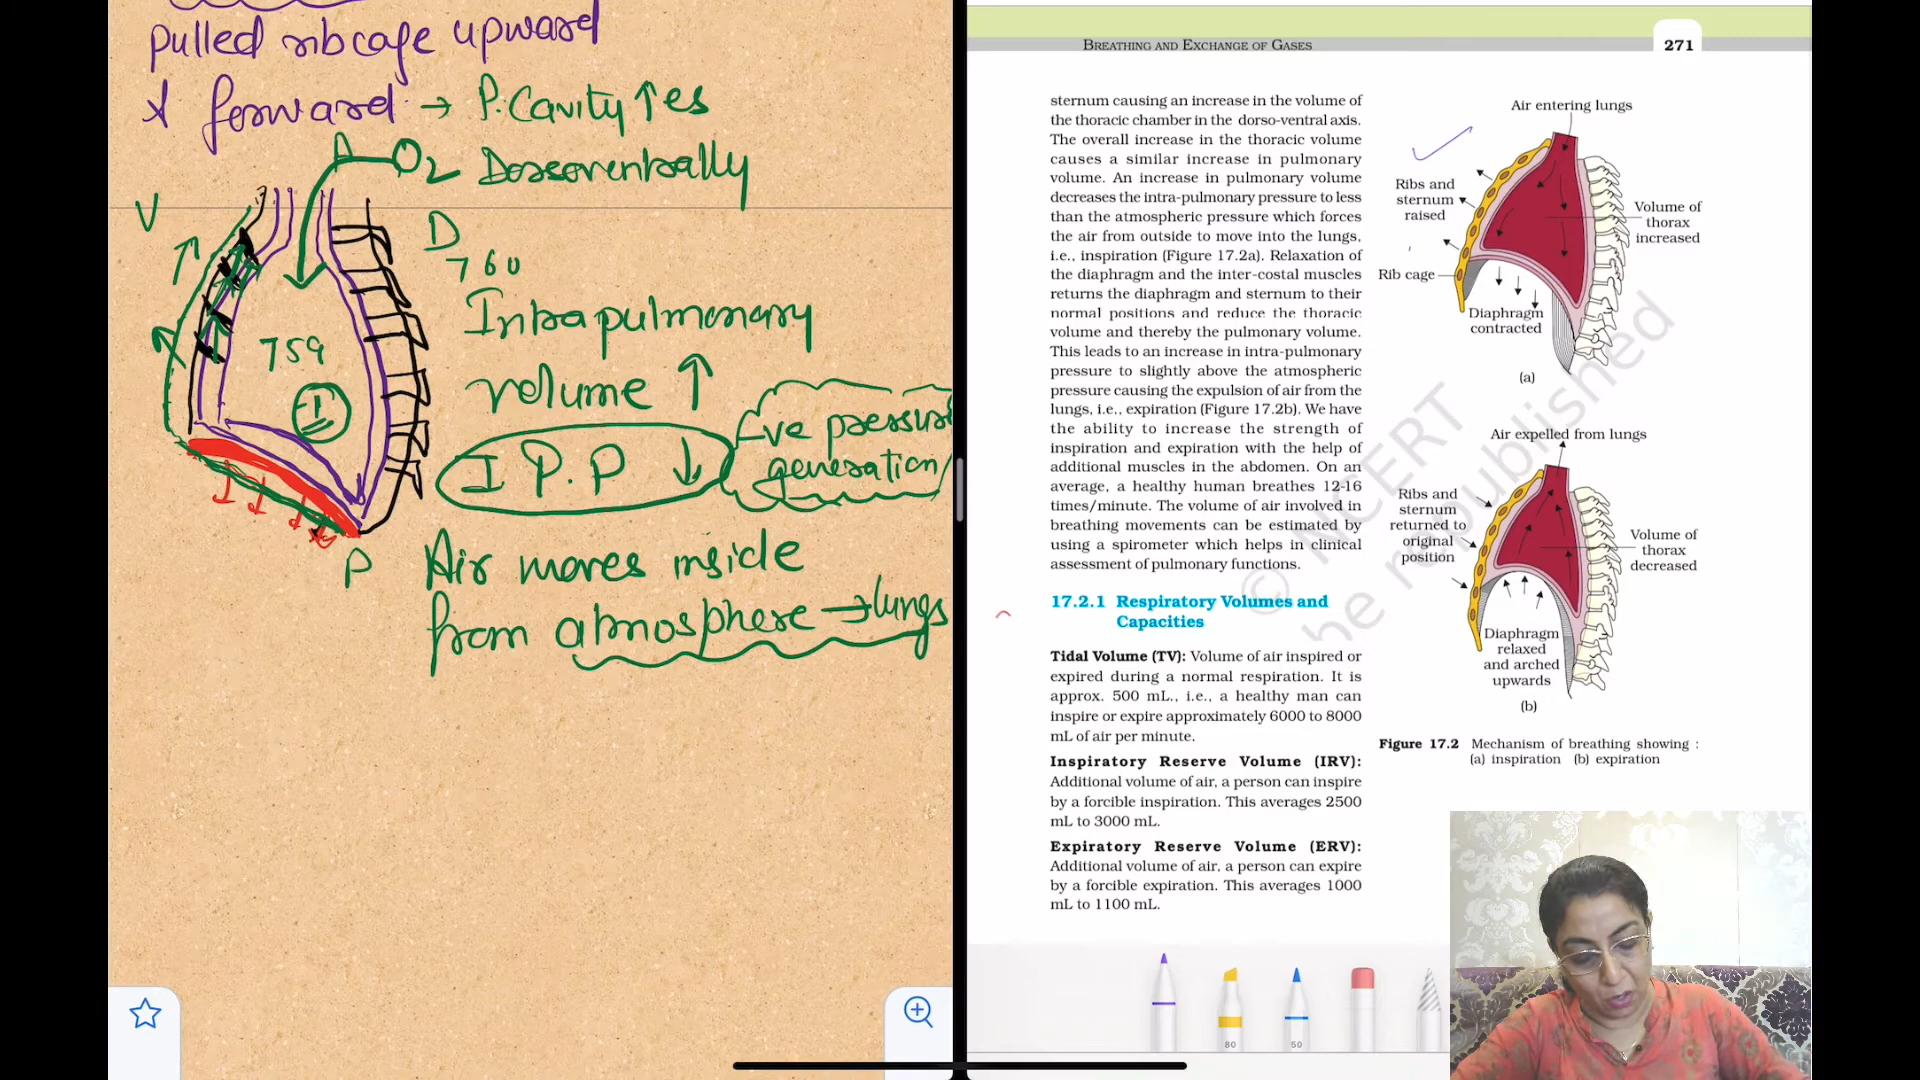 pulled ribcage upward
& forward → P. Cavity ↑es
A O2 Dorsoventrally
V
D
760
Intrapulmonary
759
volume ↑
I
-ve pressure
I P.P ↓
generation
Air moves inside
P
from atmosphere → lungs
BREATHING AND EXCHANGE OF GASES
271
sternum causing an increase in the volume of
the thoracic chamber in the dorso-ventral axis.
The overall increase in the thoracic volume
causes a similar increase in pulmonary
volume. An increase in pulmonary volume
decreases the intra-pulmonary pressure to less
than the atmospheric pressure which forces
the air from outside to move into the lungs,
i.e., inspiration (Figure 17.2a). Relaxation of
the diaphragm and the inter-costal muscles
returns the diaphragm and sternum to their
normal positions and reduce the thoracic
volume and thereby the pulmonary volume.
This leads to an increase in intra-pulmonary
pressure to slightly above the atmospheric
pressure causing the expulsion of air from the
lungs, i.e., expiration (Figure 17.2b). We have
the ability to increase the strength of
inspiration and expiration with the help of
additional muscles in the abdomen. On an
average, a healthy human breathes 12-16
times/minute. The volume of air involved in
breathing movements can be estimated by
using a spirometer which helps in clinical
assessment of pulmonary functions.
17.2.1 Respiratory Volumes and
Capacities
Tidal Volume (TV): Volume of air inspired or
expired during a normal respiration. It is
approx. 500 mL., i.e., a healthy man can
inspire or expire approximately 6000 to 8000
mL of air per minute.
Inspiratory Reserve Volume (IRV):
Additional volume of air, a person can inspire
by a forcible inspiration. This averages 2500
mL to 3000 mL.
Expiratory Reserve Volume (ERV):
Additional volume of air, a person can expire
by a forcible expiration. This averages 1000
mL to 1100 mL.
Air entering lungs
Ribs and
sternum
raised
Volume of
thorax
increased
Rib cage
Diaphragm
contracted
(a)
Air expelled from lungs
Ribs and
sternum
returned to
original
position
Volume of
thorax
decreased
Diaphragm
relaxed
and arched
upwards
(b)
Figure 17.2 Mechanism of breathing showing :
(a) inspiration (b) expiration
© NCERT
be republished
80
50